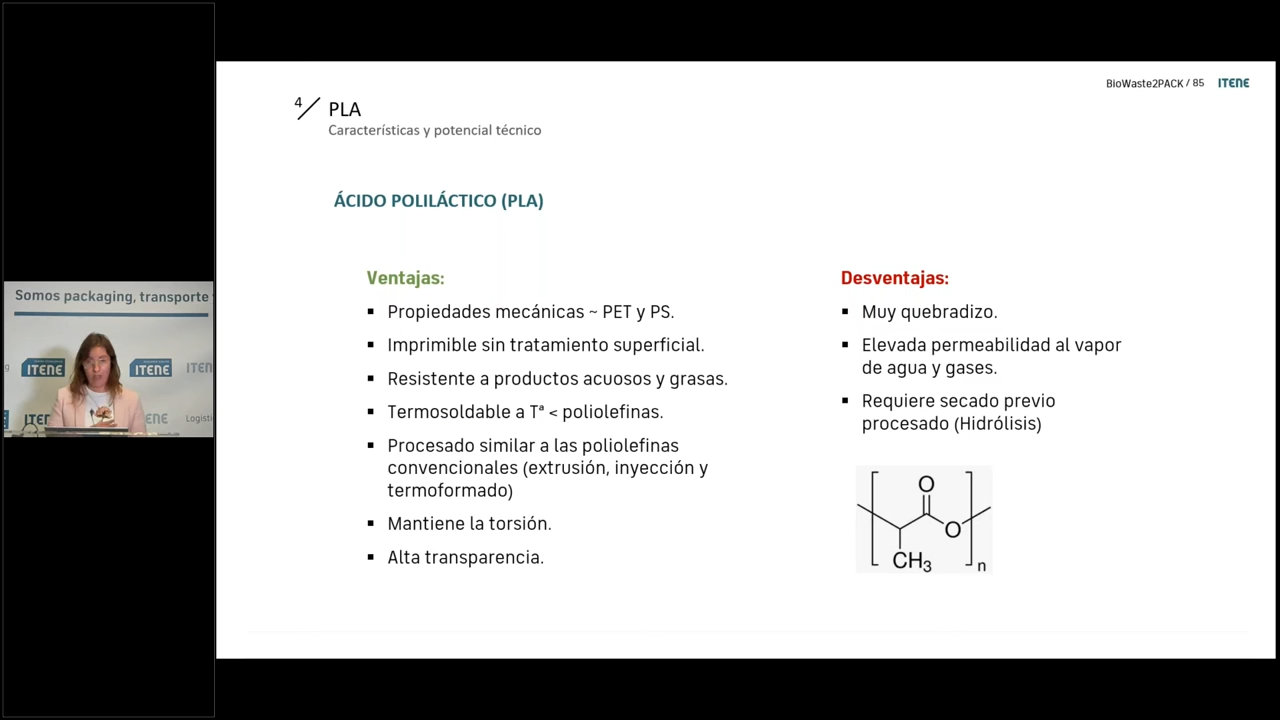 BioWaste2PACK / 85 ITENE
4/ PLA
Características y potencial técnico
ÁCIDO POLILÁCTICO (PLA)
Ventajas:
▪ Propiedades mecánicas ~ PET y PS.
▪ Imprimible sin tratamiento superficial.
▪ Resistente a productos acuosos y grasas.
▪ Termosoldable a Tª < poliolefinas.
▪ Procesado similar a las poliolefinas
convencionales (extrusión, inyección y
termoformado)
▪ Mantiene la torsión.
▪ Alta transparencia.
Desventajas:
▪ Muy quebradizo.
▪ Elevada permeabilidad al vapor
de agua y gases.
▪ Requiere secado previo
procesado (Hidrólisis)
O
O
CH3
n
Somos packaging, transporte
ITENE
ITENE
ITEN
ITEN
ITENE
Logísti